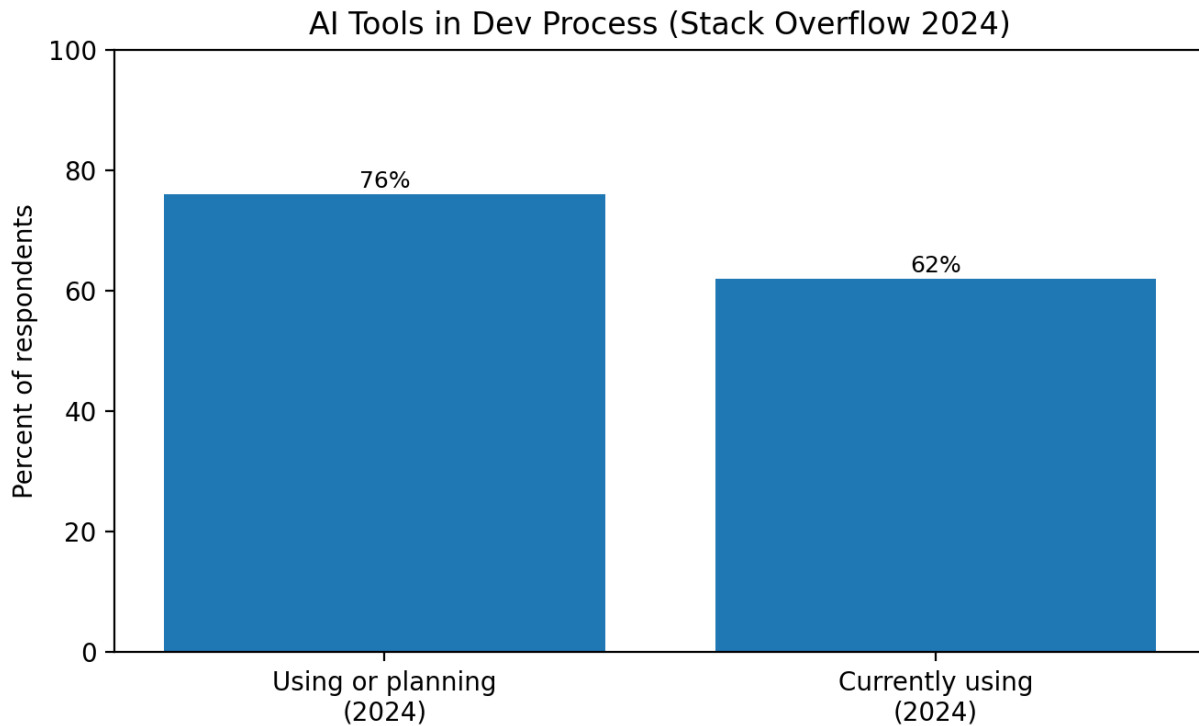 AI Tools in Dev Process (Stack Overflow 2024)
100
80
60
40
20
0
Percent of respondents
76%
62%
Using or planning
(2024)
Currently using
(2024)